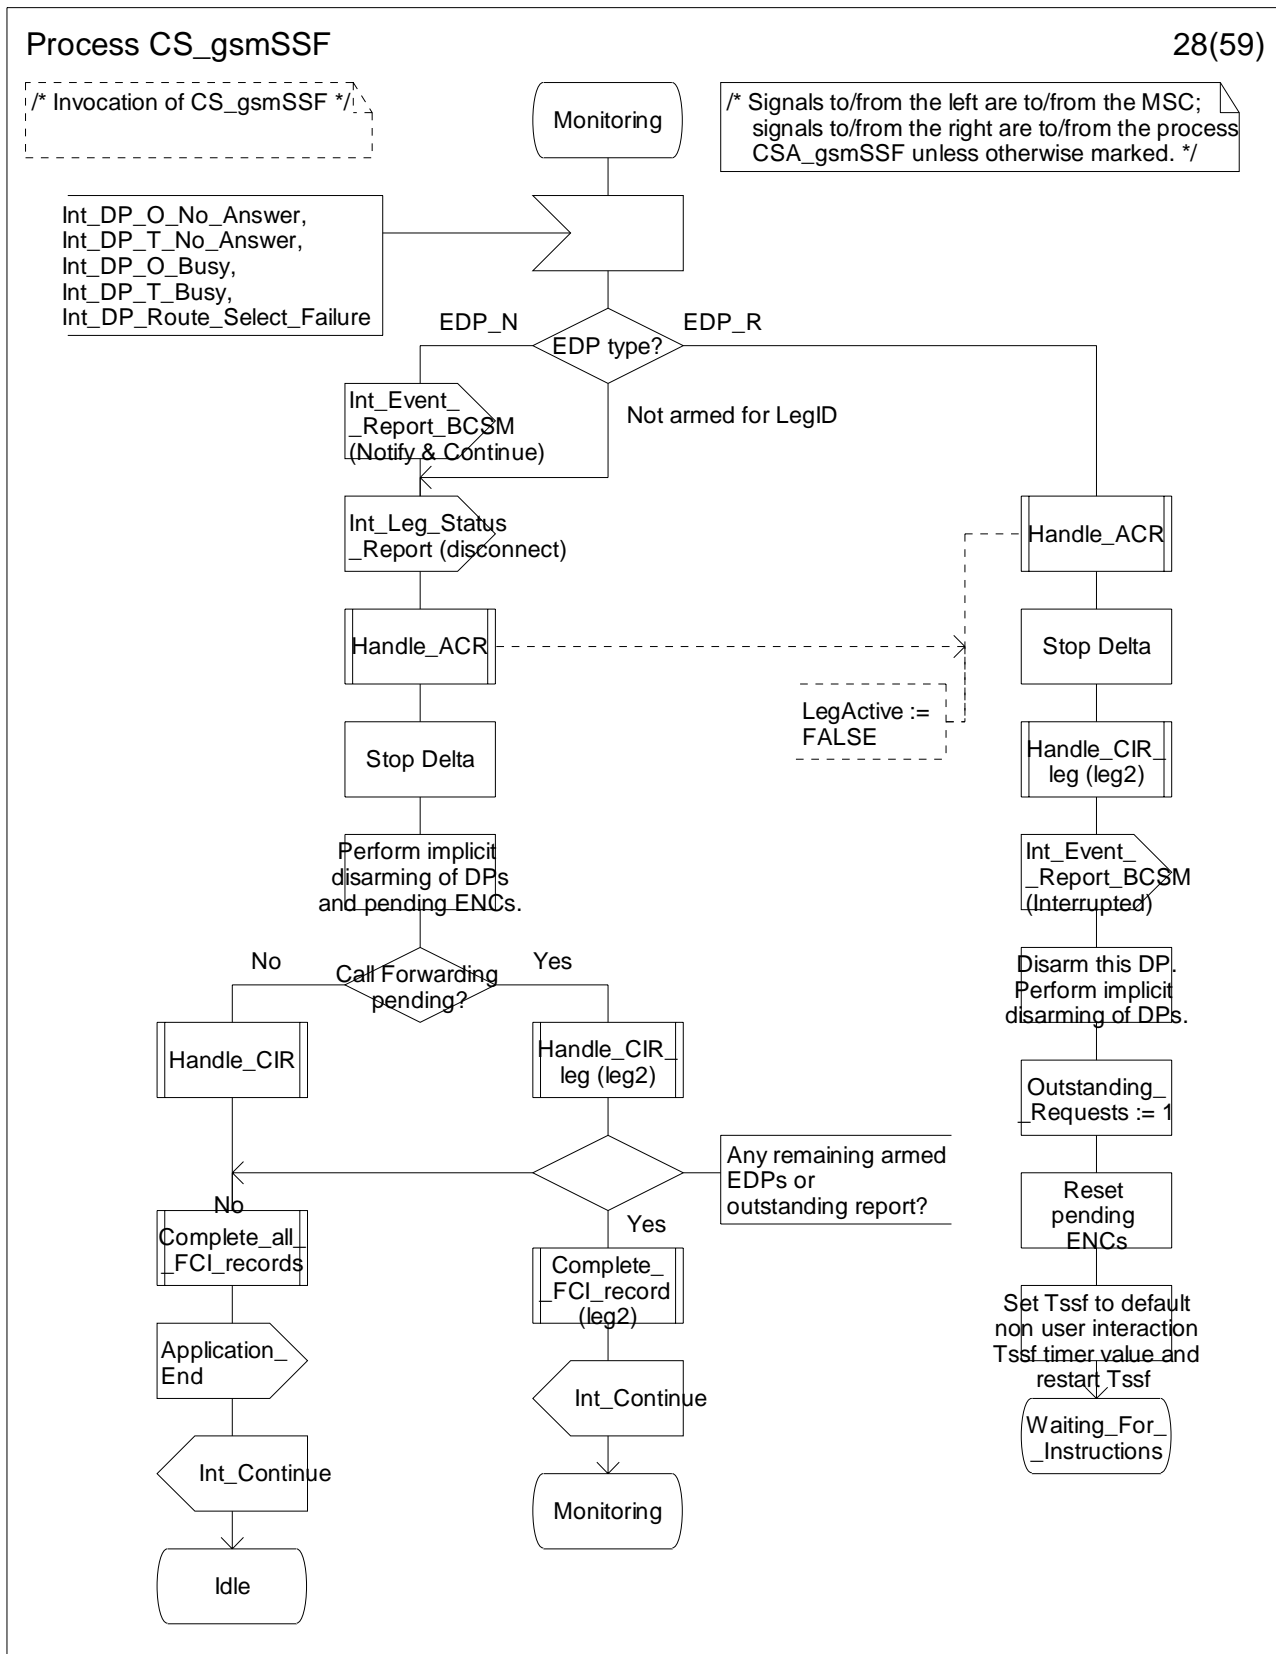 Process CS_gsmSSF
28(59)
/* Invocation of CS_gsmSSF */
Monitoring
/* Signals to/from the left are to/from the MSC;
signals to/from the right are to/from the process
CSA_gsmSSF unless otherwise marked. */
Int_DP_O_No_Answer,
Int_DP_T_No_Answer,
Int_DP_O_Busy,
Int_DP_T_Busy,
Int_DP_Route_Select_Failure
EDP_N
EDP type?
EDP_R
Int_Event_
_Report_BCSM
(Notify & Continue)
Not armed for LegID
Int_Leg_Status
_Report (disconnect)
Handle_ACR
Handle_ACR
Stop Delta
LegActive :=
FALSE
Stop Delta
Handle_CIR_
leg (leg2)
Perform implicit
disarming of DPs
and pending ENCs.
Int_Event_
_Report_BCSM
(Interrupted)
No
Call Forwarding
pending?
Yes
Disarm this DP.
Perform implicit
disarming of DPs.
Handle_CIR
Handle_CIR_
leg (leg2)
Outstanding_
_Requests := 1
Any remaining armed
EDPs or
outstanding report?
No
Yes
Reset
pending
ENCs
Complete_all_
_FCI_records
Complete_
_FCI_record
(leg2)
Set Tssf to default
non user interaction
Tssf timer value and
restart Tssf
Application_
End
Int_Continue
Waiting_For_
_Instructions
Int_Continue
Monitoring
Idle